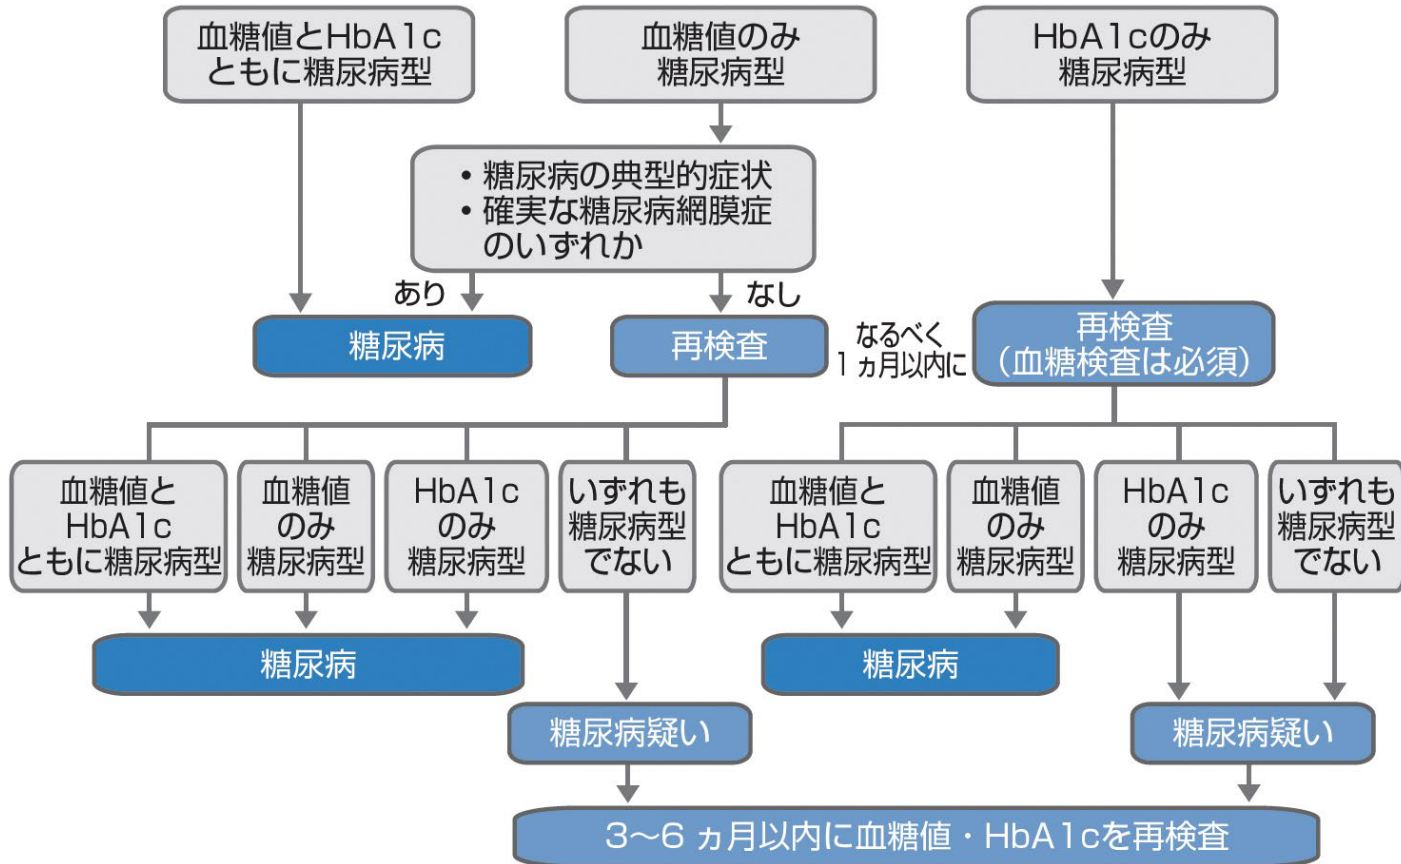 血糖値とHbA1c
ともに糖尿病型
血糖値のみ
糖尿病型
HbA1cのみ
糖尿病型
・糖尿病の典型的症状
・確実な糖尿病網膜症
のいずれか
あり
なし
糖尿病
再検査
なるべく
1ヵ月以内に
再検査
（血糖検査は必須）
血糖値と
HbA1c
ともに糖尿病型
血糖値
のみ
糖尿病型
HbA1c
のみ
糖尿病型
いずれも
糖尿病型
でない
血糖値と
HbA1c
ともに糖尿病型
血糖値
のみ
糖尿病型
HbA1c
のみ
糖尿病型
いずれも
糖尿病型
でない
糖尿病
糖尿病
糖尿病疑い
糖尿病疑い
3～6ヵ月以内に血糖値・HbA1cを再検査